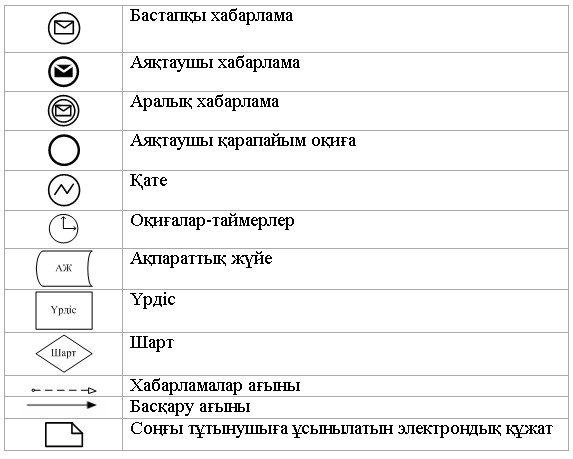 Бастапқы хабарлама
Аяқтаушы хабарлама
Аралық хабарлама
Аяқтаушы қарапайым оқиға
Қате
Оқиғалар-таймерлер
АЖ Ақпараттық жүйе
Үрдіс Үрдіс
Шарт Шарт
Хабарламалар ағыны
Басқару ағыны
Соңғы тұтынушыға ұсынылатын электрондық құжат